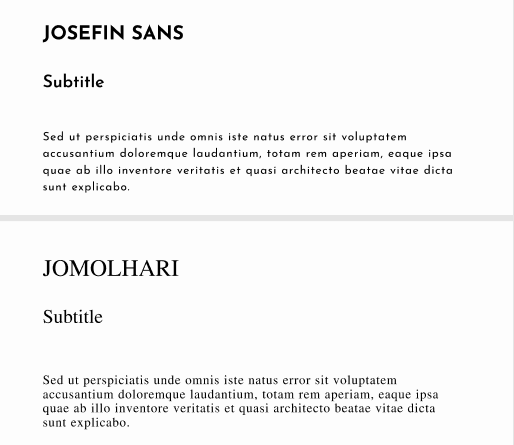 JOSEFIN SANS
Subtitle
Sed ut perspiciatis unde omnis iste natus error sit voluptatem
accusantium doloremque laudantium, totam rem aperiam, eaque ipsa
quae ab illo inventore veritatis et quasi architecto beatae vitae dicta
sunt explicabo.
JOMOLHARI
Subtitle
Sed ut perspiciatis unde omnis iste natus error sit voluptatem
accusantium doloremque laudantium, totam rem aperiam, eaque ipsa
quae ab illo inventore veritatis et quasi architecto beatae vitae dicta
sunt explicabo.